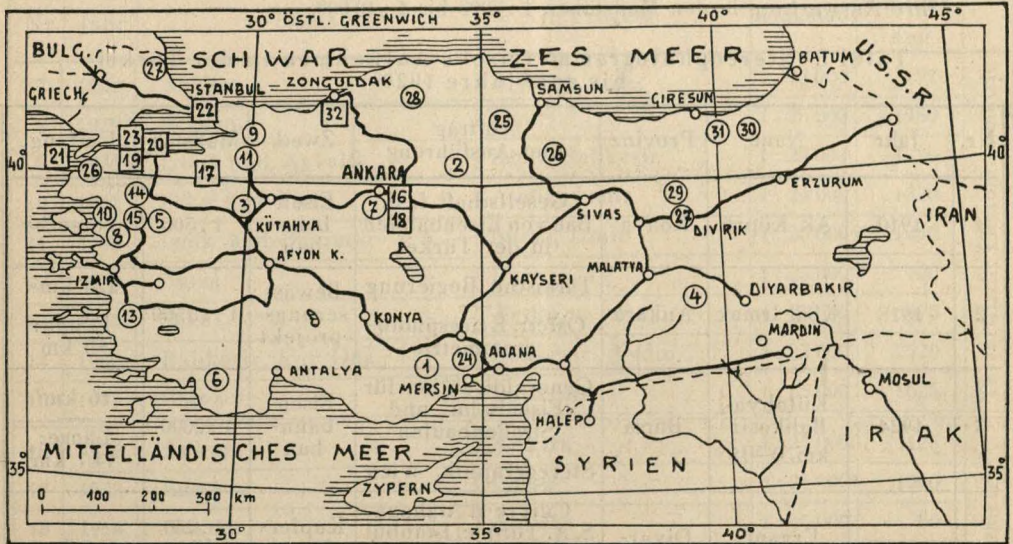 30° ÖSTL. GREENWICH 35° 40° 45°
BULG. 27 SCHWARZES MEER BATUM U.S.S.R
GRIECH. ISTANBUL 22 ZONGULDAK 32 28 SAMSUN GIRESUN
23 20 9 25 31 30
40° 21 26 19 11 2 26 40°
17 ANKARA 29 ERZERUM
14 3 7 16 SIVAS 27
10 15 5 KÜTAHYA 18 DIVRIK IRAN
8 AFYON K.
IZMIR KAYSERI MALATYA 4 DIYARBAKIR
13 KONYA MARDIN
1 24 ADANA
6 ANTALYA MERSIN MOSUL
HALEP
35° MITTELLÄNDISCHES MEER SYRIEN IRAK 35°
ZYPERN
0 100 200 300 km
30° 35° 40°